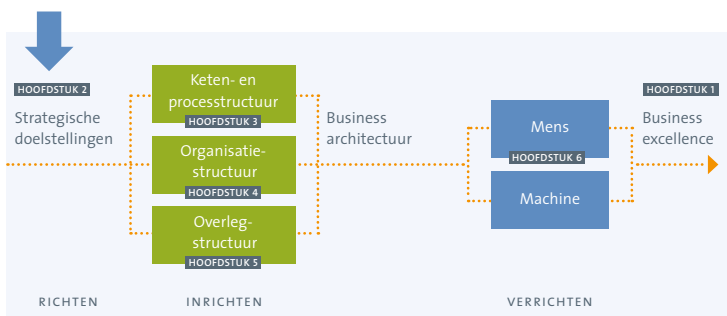 HOOFDSTUK 2
Strategische
doelstellingen
Keten- en
processtructuur
HOOFDSTUK 3
Organisatie-
structuur
HOOFDSTUK 4
Overleg-
structuur
HOOFDSTUK 5
Business
architectuur
Mens
HOOFDSTUK 6
Machine
HOOFDSTUK 1
Business
excellence
RICHTEN
INRICHTEN
VERRICHTEN